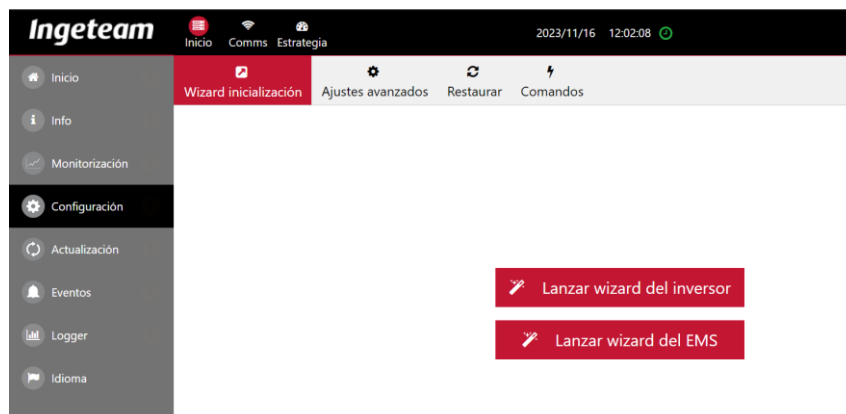 Ingeteam
Inicio Comms Estrategia
2023/11/16 12:02:08
Inicio
Info
Monitorización
Configuración
Actualización
Eventos
Logger
Idioma
Wizard inicialización Ajustes avanzados Restaurar Comandos
Lanzar wizard del inversor
Lanzar wizard del EMS